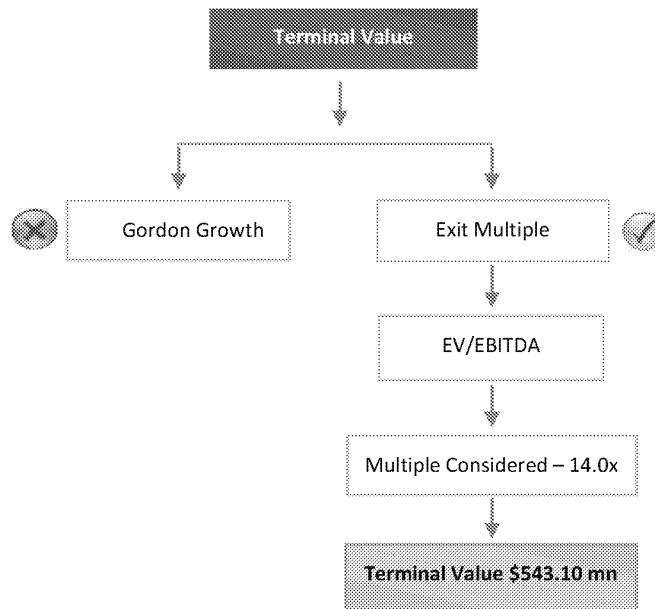 Terminal Value
Gordon Growth
Exit Multiple
EV/EBITDA
Multiple Considered – 14.0x
Terminal Value $543.10 mn